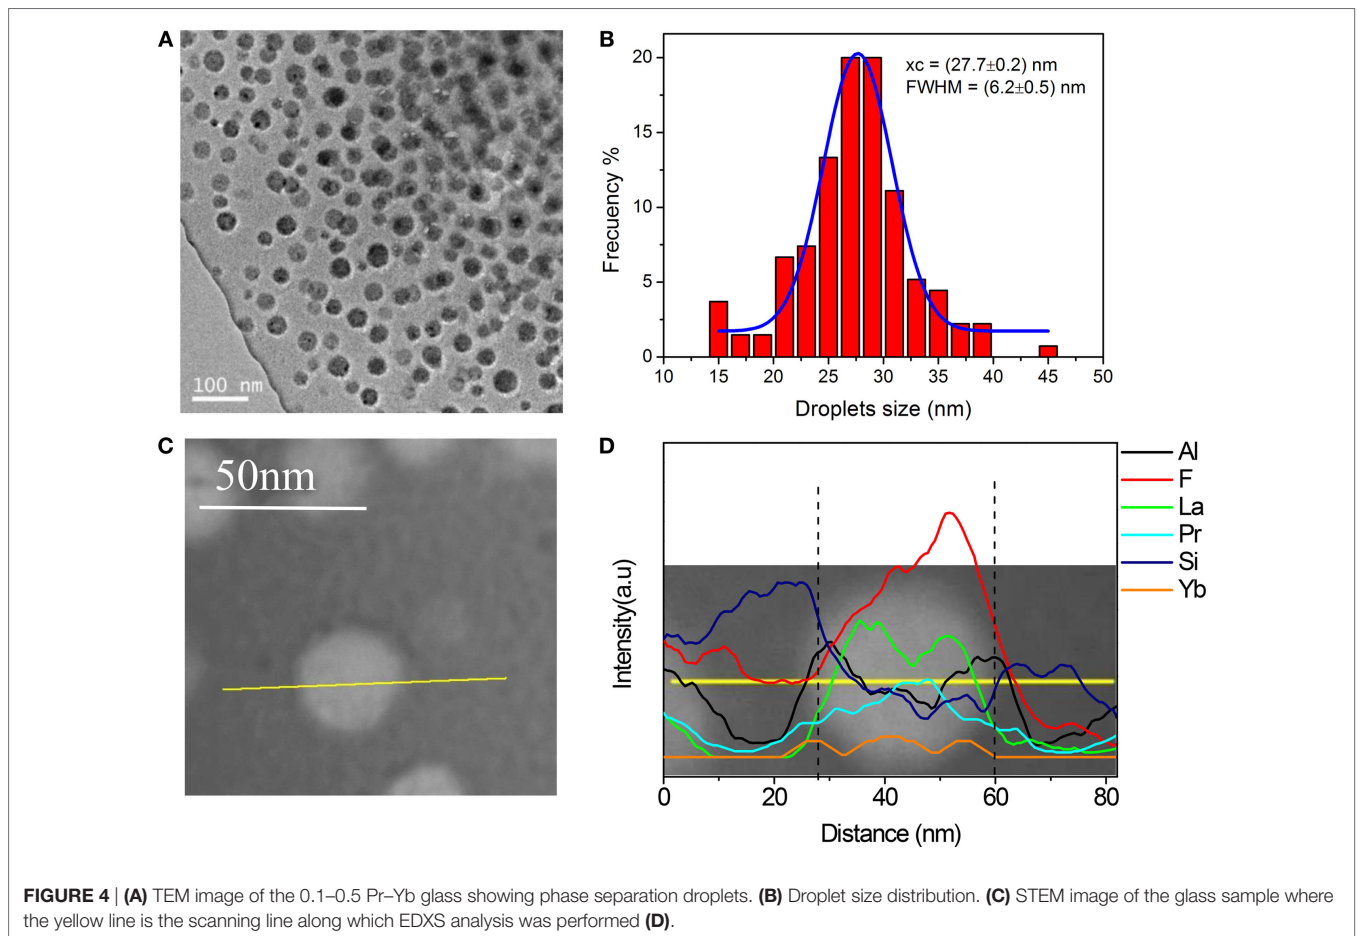 A
100 nm
B
xc = (27.7±0.2) nm
FWHM = (6.2±0.5) nm
Frecuency %
20
15
10
5
0
10 15 20 25 30 35 40 45 50
Droplets size (nm)
C
50nm
D
Al
F
La
Pr
Si
Yb
Intensity(a.u)
0 20 40 60 80
Distance (nm)
FIGURE 4 | (A) TEM image of the 0.1–0.5 Pr–Yb glass showing phase separation droplets. (B) Droplet size distribution. (C) STEM image of the glass sample where
the yellow line is the scanning line along which EDXS analysis was performed (D).